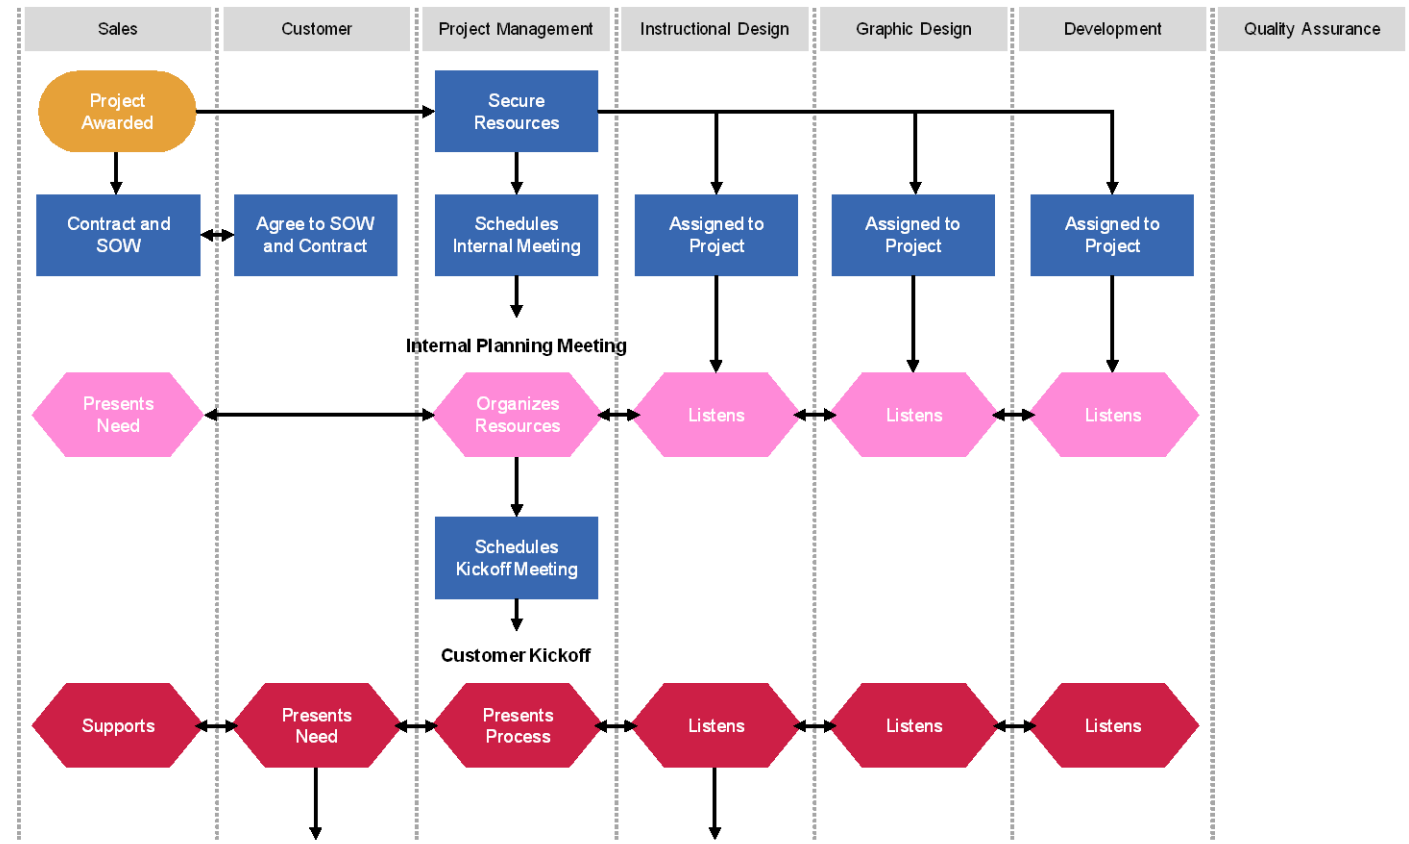 Sales
Customer
Project Management
Instructional Design
Graphic Design
Development
Quality Assurance
Project
Awarded
Secure
Resources
Contract and
SOW
Agree to SOW
and Contract
Schedules
Internal Meeting
Assigned to
Project
Assigned to
Project
Assigned to
Project
Internal Planning Meeting
Presents
Need
Organizes
Resources
Listens
Listens
Listens
Schedules
Kickoff Meeting
Customer Kickoff
Supports
Presents
Need
Presents
Process
Listens
Listens
Listens